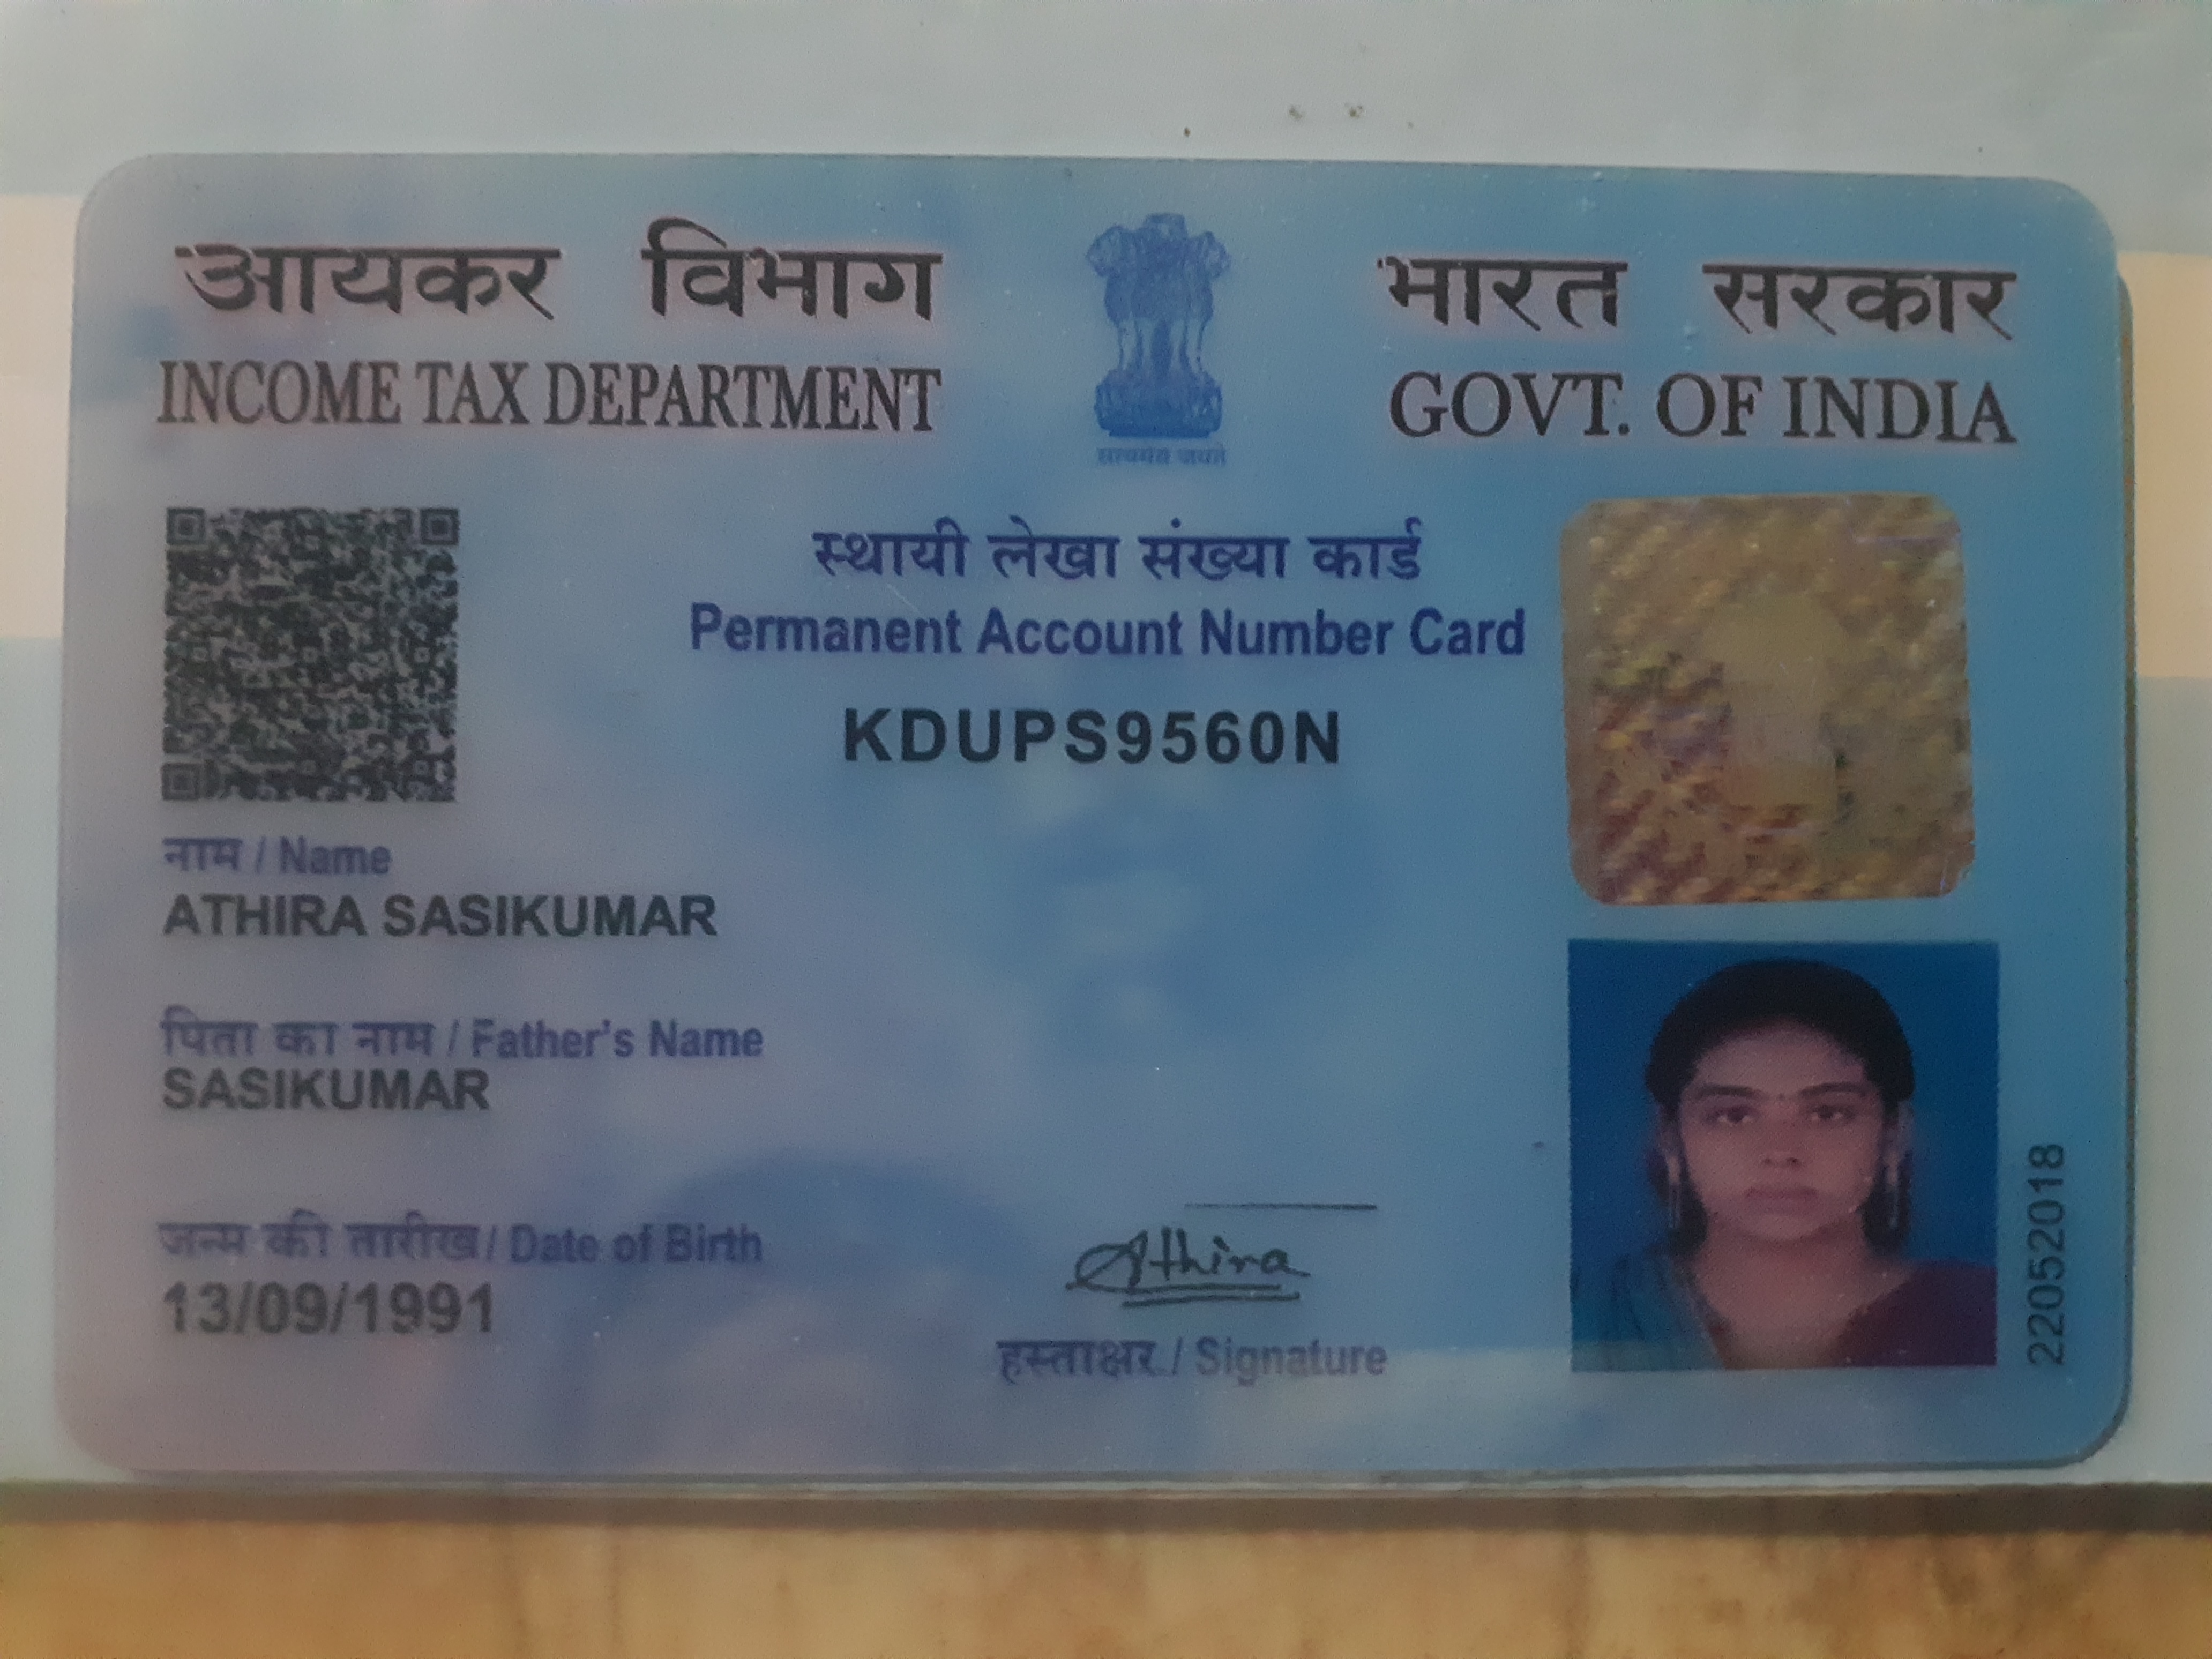 आयकर विभाग
INCOME TAX DEPARTMENT
भारत सरकार
GOVT. OF INDIA
सत्यमेव जयते
स्थायी लेखा संख्या कार्ड
Permanent Account Number Card
KDUPS9560N
नाम / Name
ATHIRA SASIKUMAR
पिता का नाम / Father's Name
SASIKUMAR
जन्म की तारीख / Date of Birth
13/09/1991
Athira
हस्ताक्षर / Signature
22052018